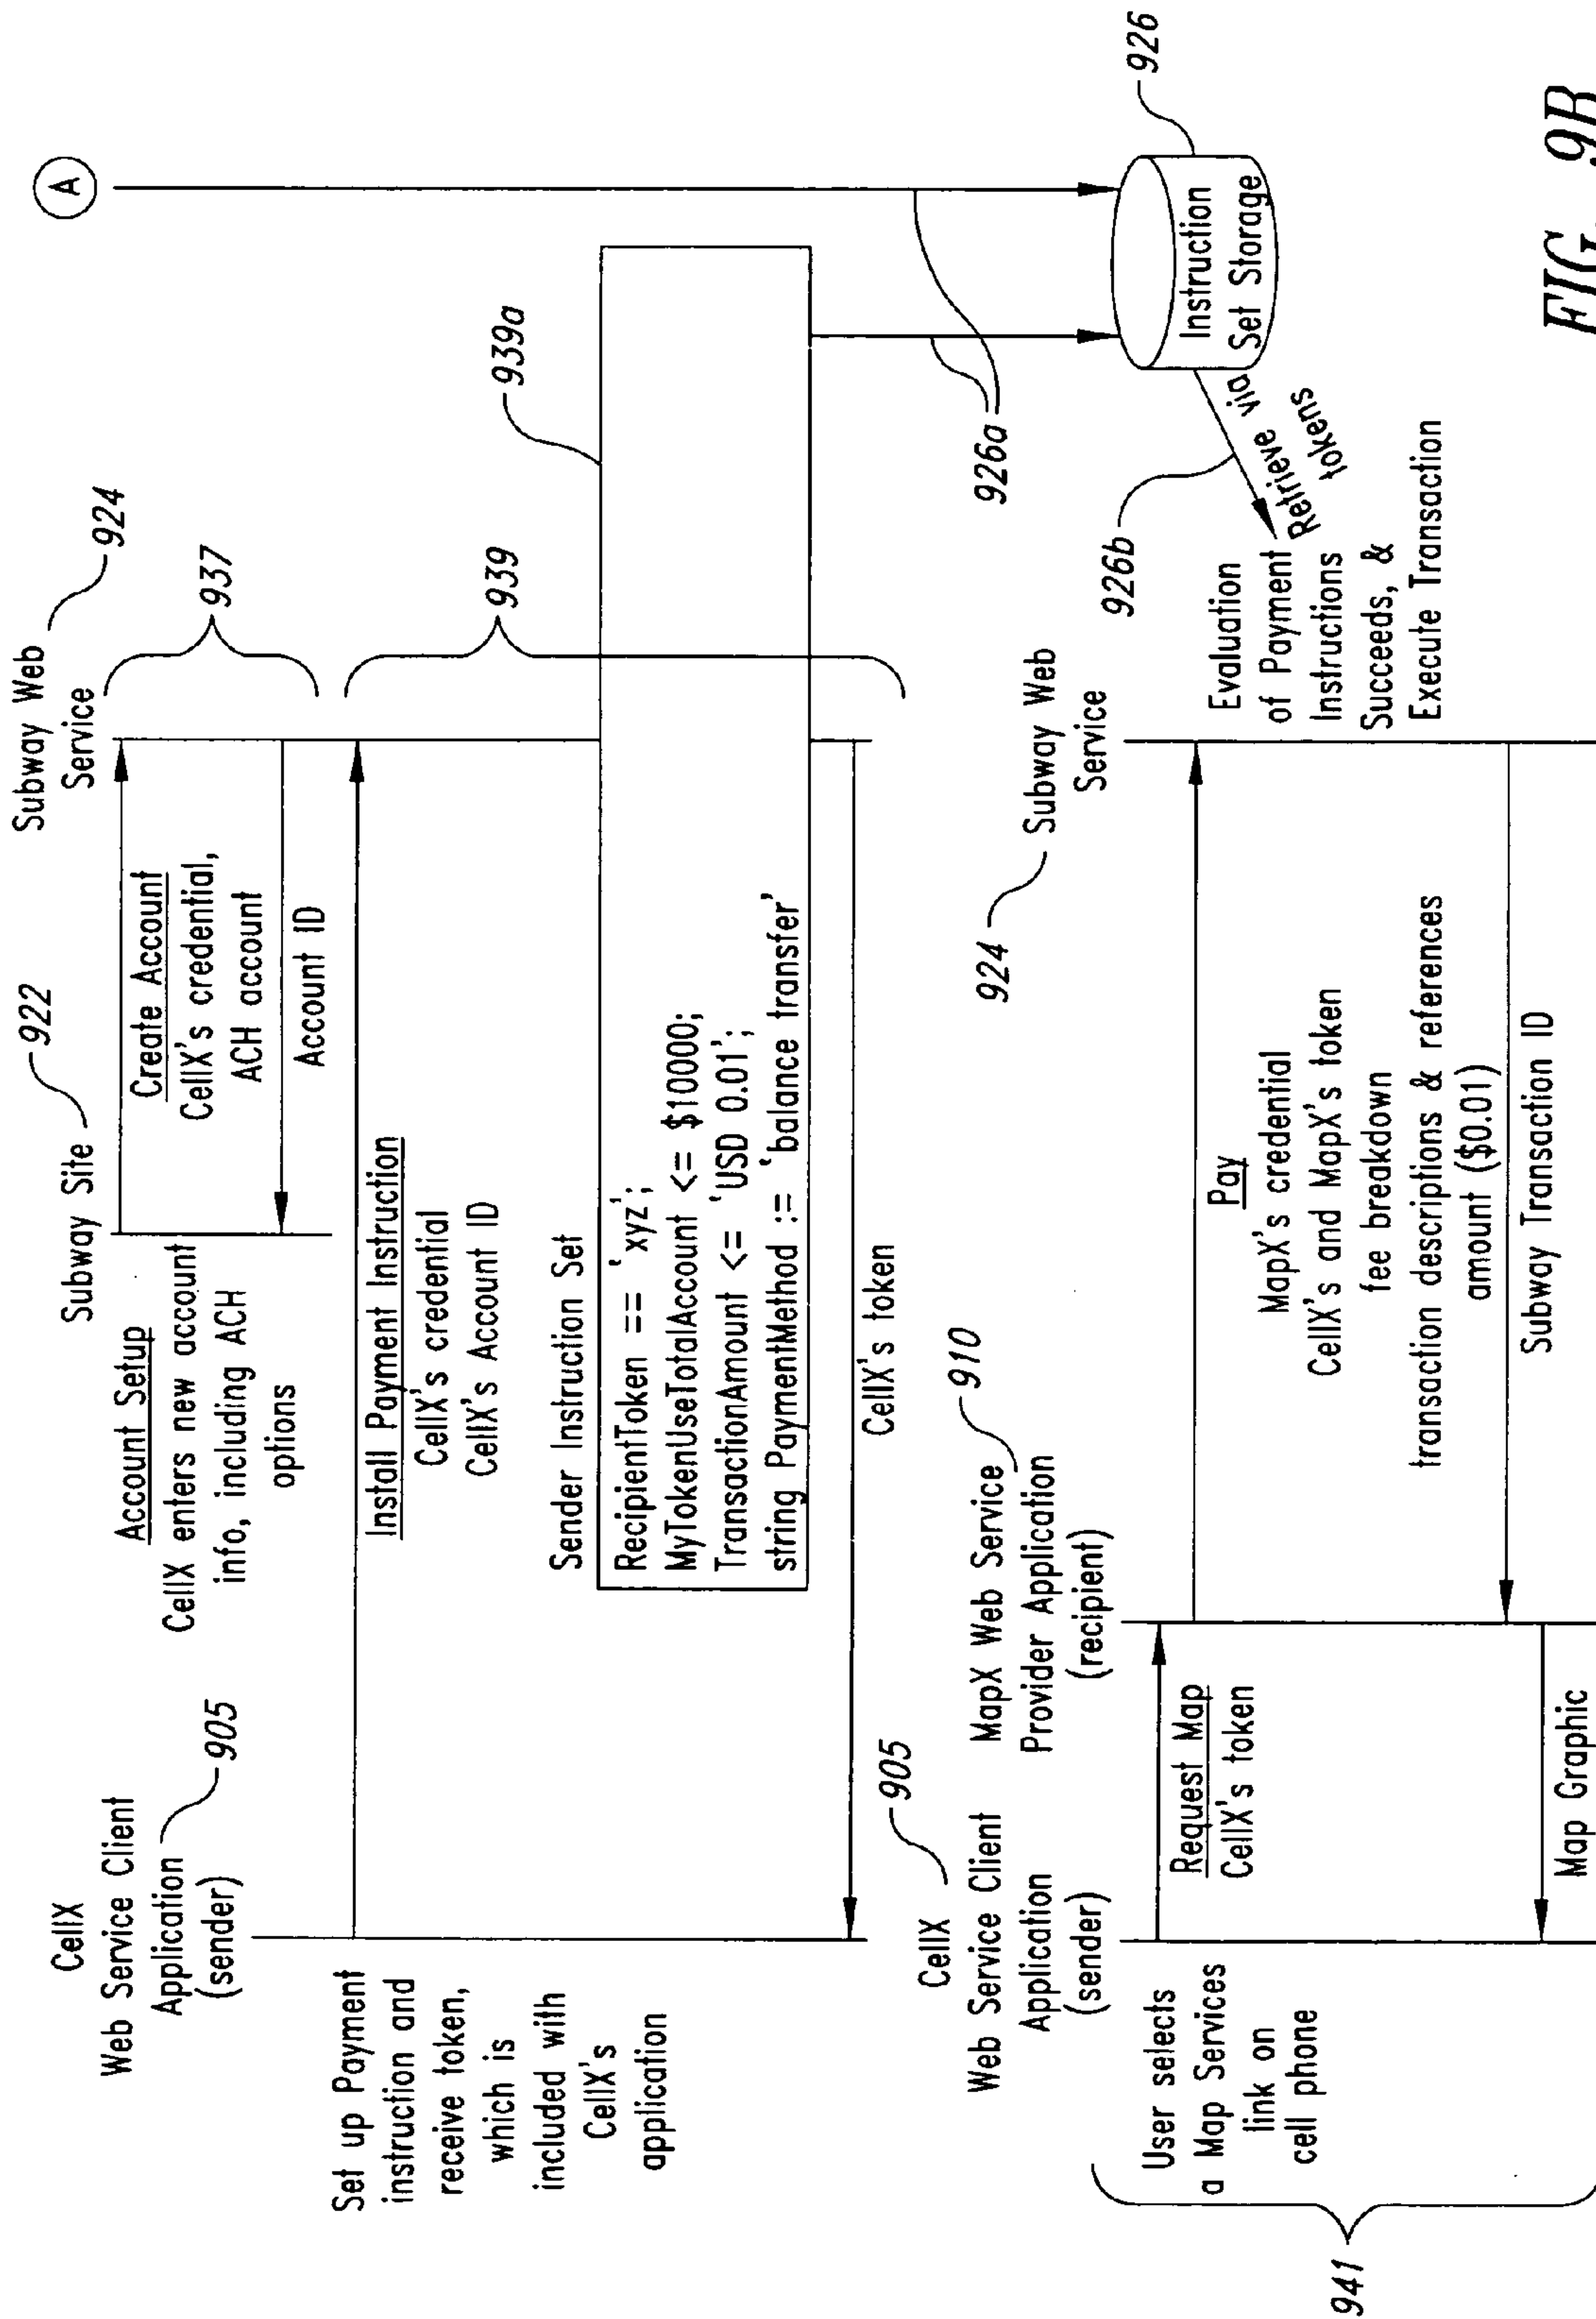 A
CellX
Web Service Client
Application
(sender)
905
Subway Site
922
Subway Web
Service
924
Account Setup
CellX enters new account
info, including ACH
options
Create Account
CellX's credential,
ACH account
Account ID
937
Set up Payment
instruction and
receive token,
which is
included with
CellX's
application
Install Payment Instruction
CellX's credential
CellX's Account ID
939
Sender Instruction Set
939a
RecipientToken == 'xyz';
MyTokenUseTotalAccount <= $10000;
TransactionAmount <= 'USD 0.01';
string PaymentMethod := 'balance transfer'
CellX's token
926a
CellX
Web Service Client
Application
(sender)
905
MapX Web Service
Provider Application
(recipient)
910
924
Subway Web
Service
926b
Instruction
Set Storage
926
Retrieve via
tokens
941
User selects
a Map Services
link on
cell phone
Request Map
CellX's token
Pay
MapX's credential
CellX's and MapX's token
fee breakdown
transaction descriptions & references
amount ($0.01)
Evaluation
of Payment
Instructions
Succeeds, &
Execute Transaction
Subway Transaction ID
Map Graphic
FIG. 9B